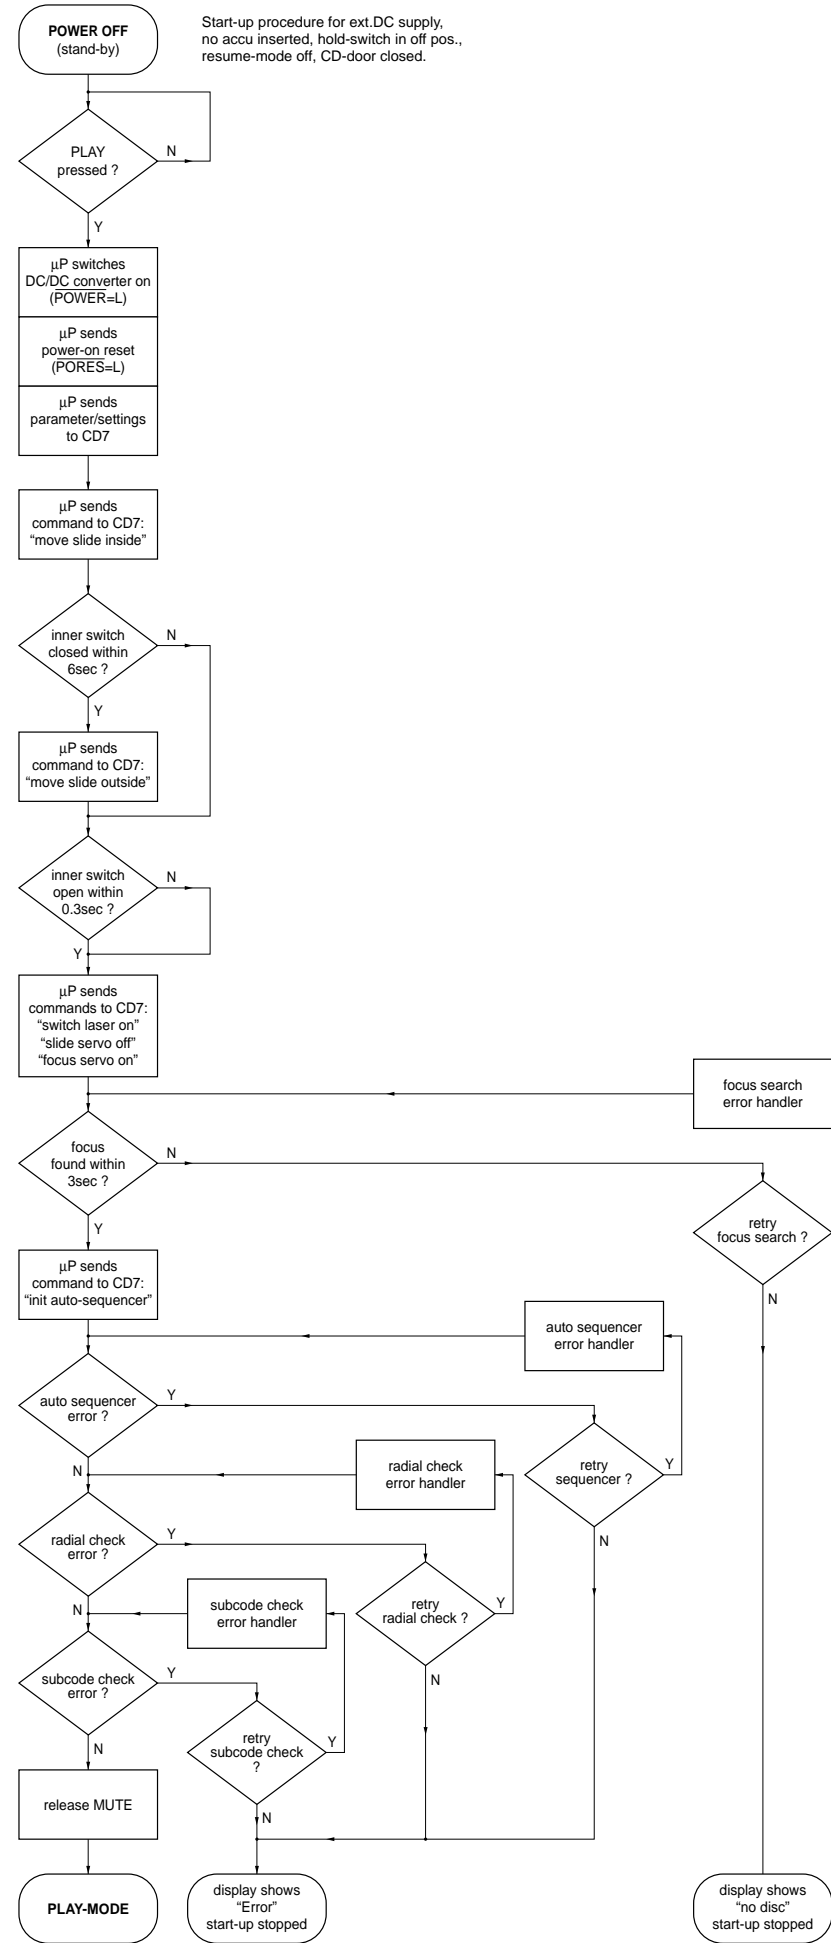 POWER OFF
(stand-by)
Start-up procedure for ext.DC supply,
no accu inserted, hold-switch in off pos.,
resume-mode off, CD-door closed.
PLAY
pressed ?
N
Y
µP switches
DC/DC converter on
(POWER=L)
µP sends
power-on reset
(PORES=L)
µP sends
parameter/settings
to CD7
µP sends
command to CD7:
“move slide inside”
inner switch
closed within
6sec ?
N
Y
µP sends
command to CD7:
“move slide outside”
inner switch
open within
0.3sec ?
N
Y
µP sends
commands to CD7:
“switch laser on”
“slide servo off”
“focus servo on”
focus search
error handler
focus
found within
3sec ?
N
Y
retry
focus search ?
N
µP sends
command to CD7:
“init auto-sequencer”
auto sequencer
error handler
auto sequencer
error ?
Y
N
retry
sequencer ?
Y
N
radial check
error handler
radial check
error ?
Y
N
retry
radial check ?
Y
N
subcode check
error handler
subcode check
error ?
Y
N
retry
subcode check
?
Y
N
release MUTE
PLAY-MODE
display shows
“Error”
start-up stopped
display shows
“no disc”
start-up stopped